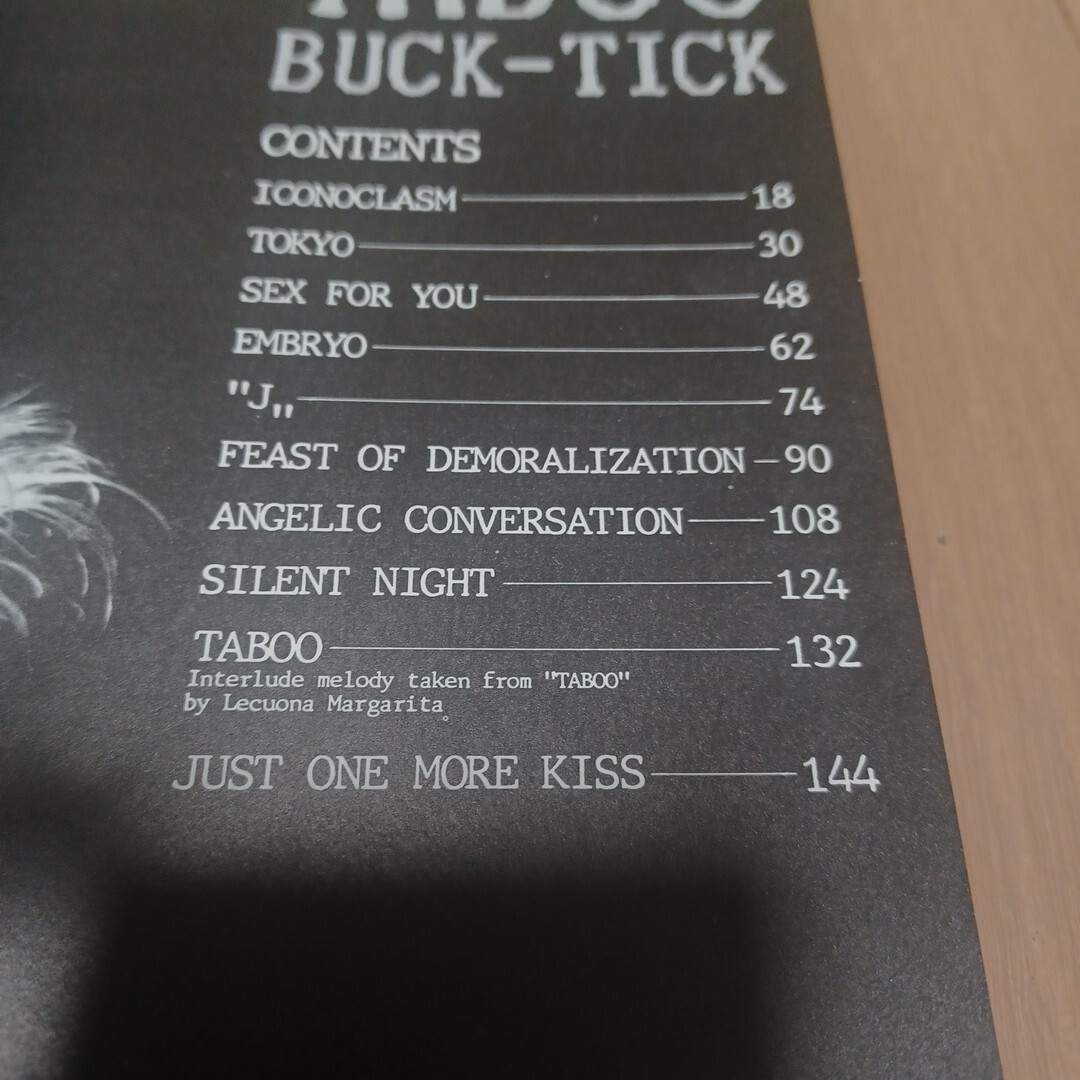 TABOO
BUCK-TICK
CONTENTS
ICONOCLASM 18
TOKYO 30
SEX FOR YOU 48
EMBRYO 62
"J„ 74
FEAST OF DEMORALIZATION 90
ANGELIC CONVERSATION 108
SILENT NIGHT 124
TABOO 132
Interlude melody taken from "TABOO"
by Lecuona Margarita。
JUST ONE MORE KISS 144